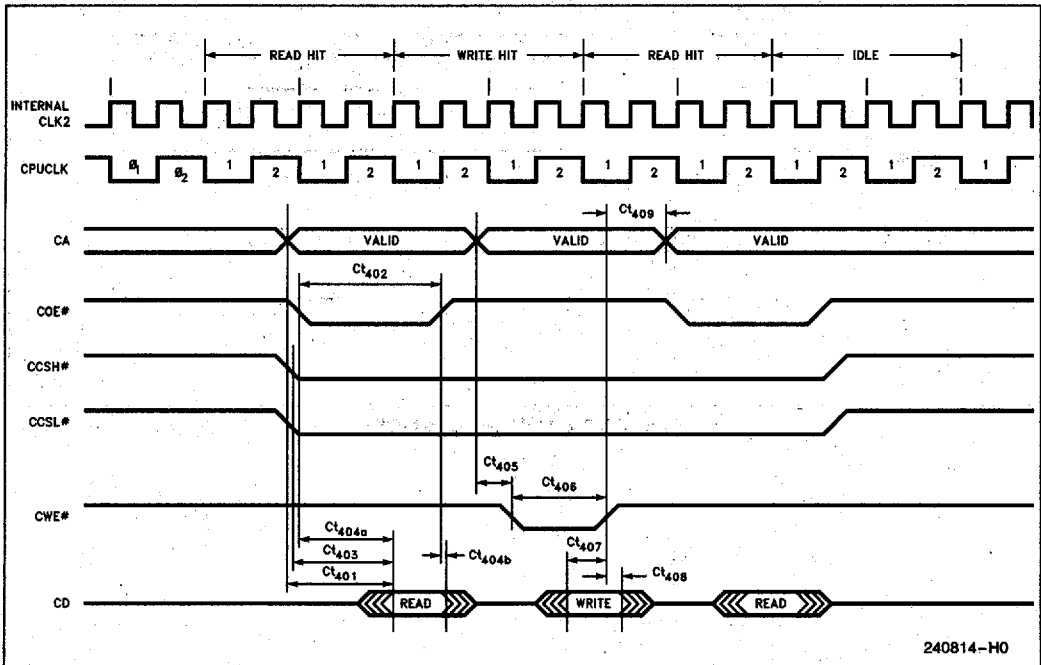 READ HIT WRITE HIT READ HIT IDLE
INTERNAL CLK2
CPUCLK Ø1 Ø2 1 2 1 2 1 2 1 2 1 2 1 2 1 2 1 2 1
Ct409
CA VALID VALID VALID
Ct402
COE#
CCSH#
CCSL#
Ct405
Ct406
CWE#
Ct404a Ct407
Ct403 Ct404b Ct408
Ct401
CD READ WRITE READ
240814-H0